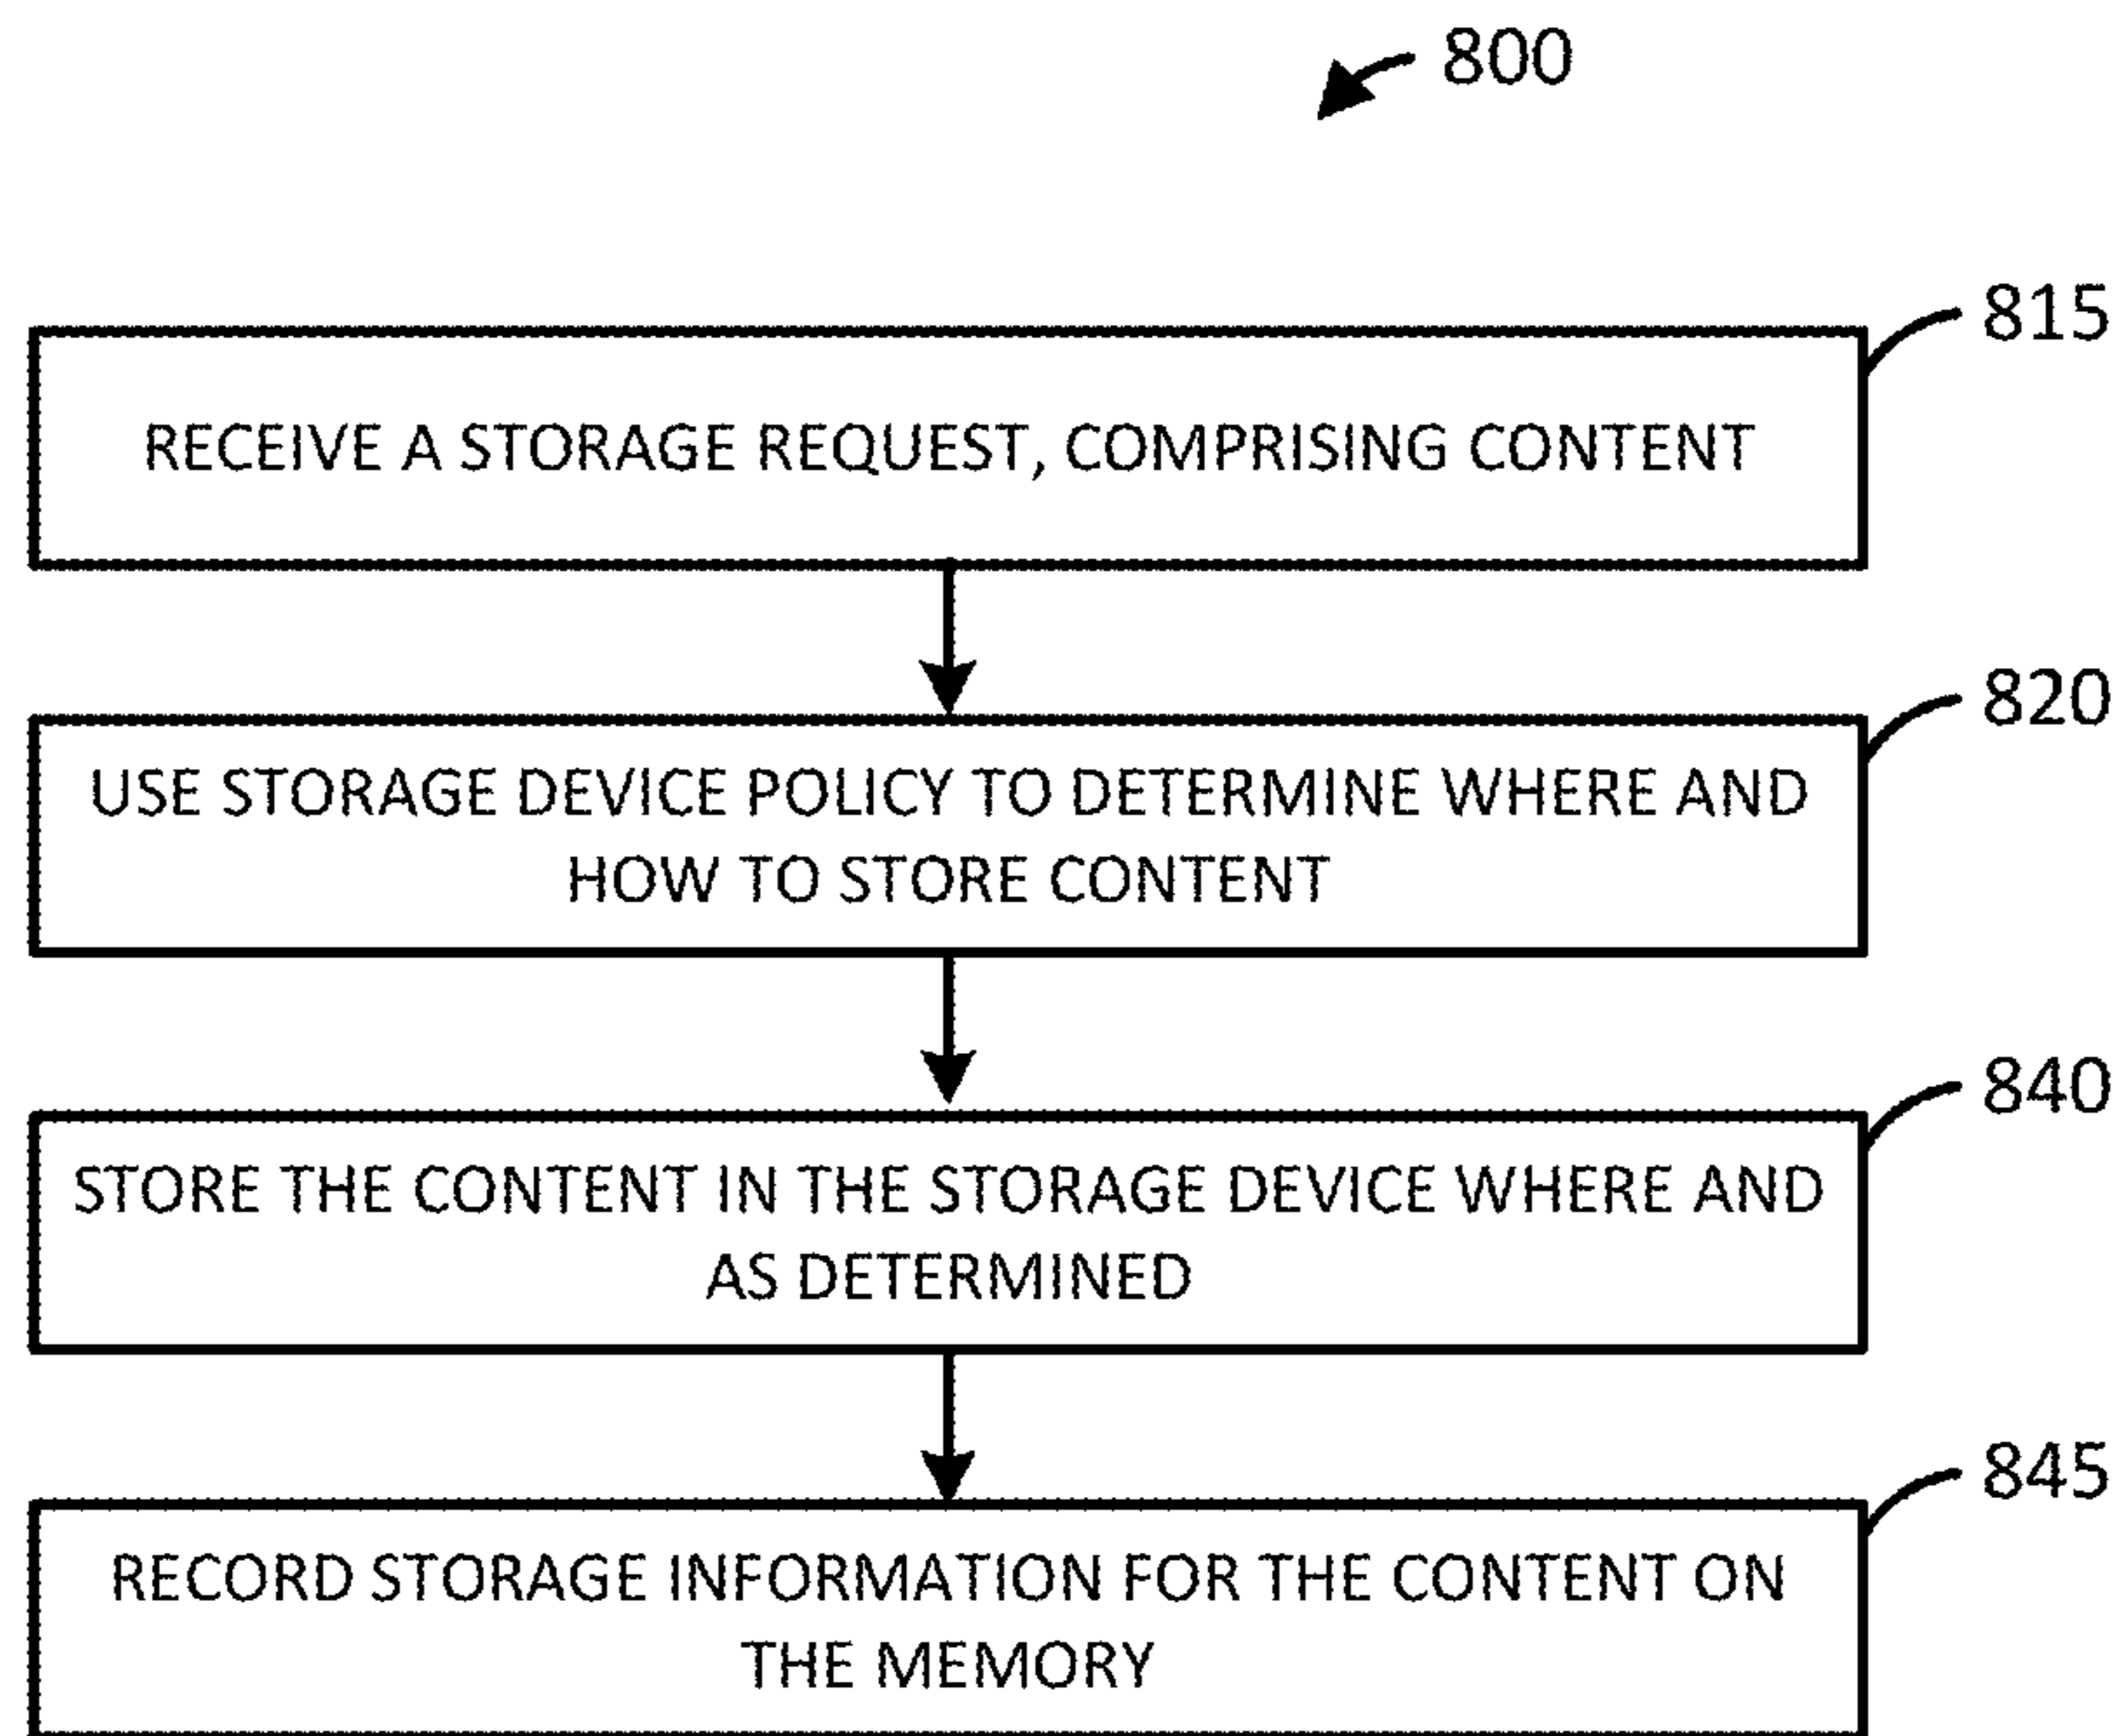 800
815
RECEIVE A STORAGE REQUEST, COMPRISING CONTENT
820
USE STORAGE DEVICE POLICY TO DETERMINE WHERE AND
HOW TO STORE CONTENT
840
STORE THE CONTENT IN THE STORAGE DEVICE WHERE AND
AS DETERMINED
845
RECORD STORAGE INFORMATION FOR THE CONTENT ON
THE MEMORY